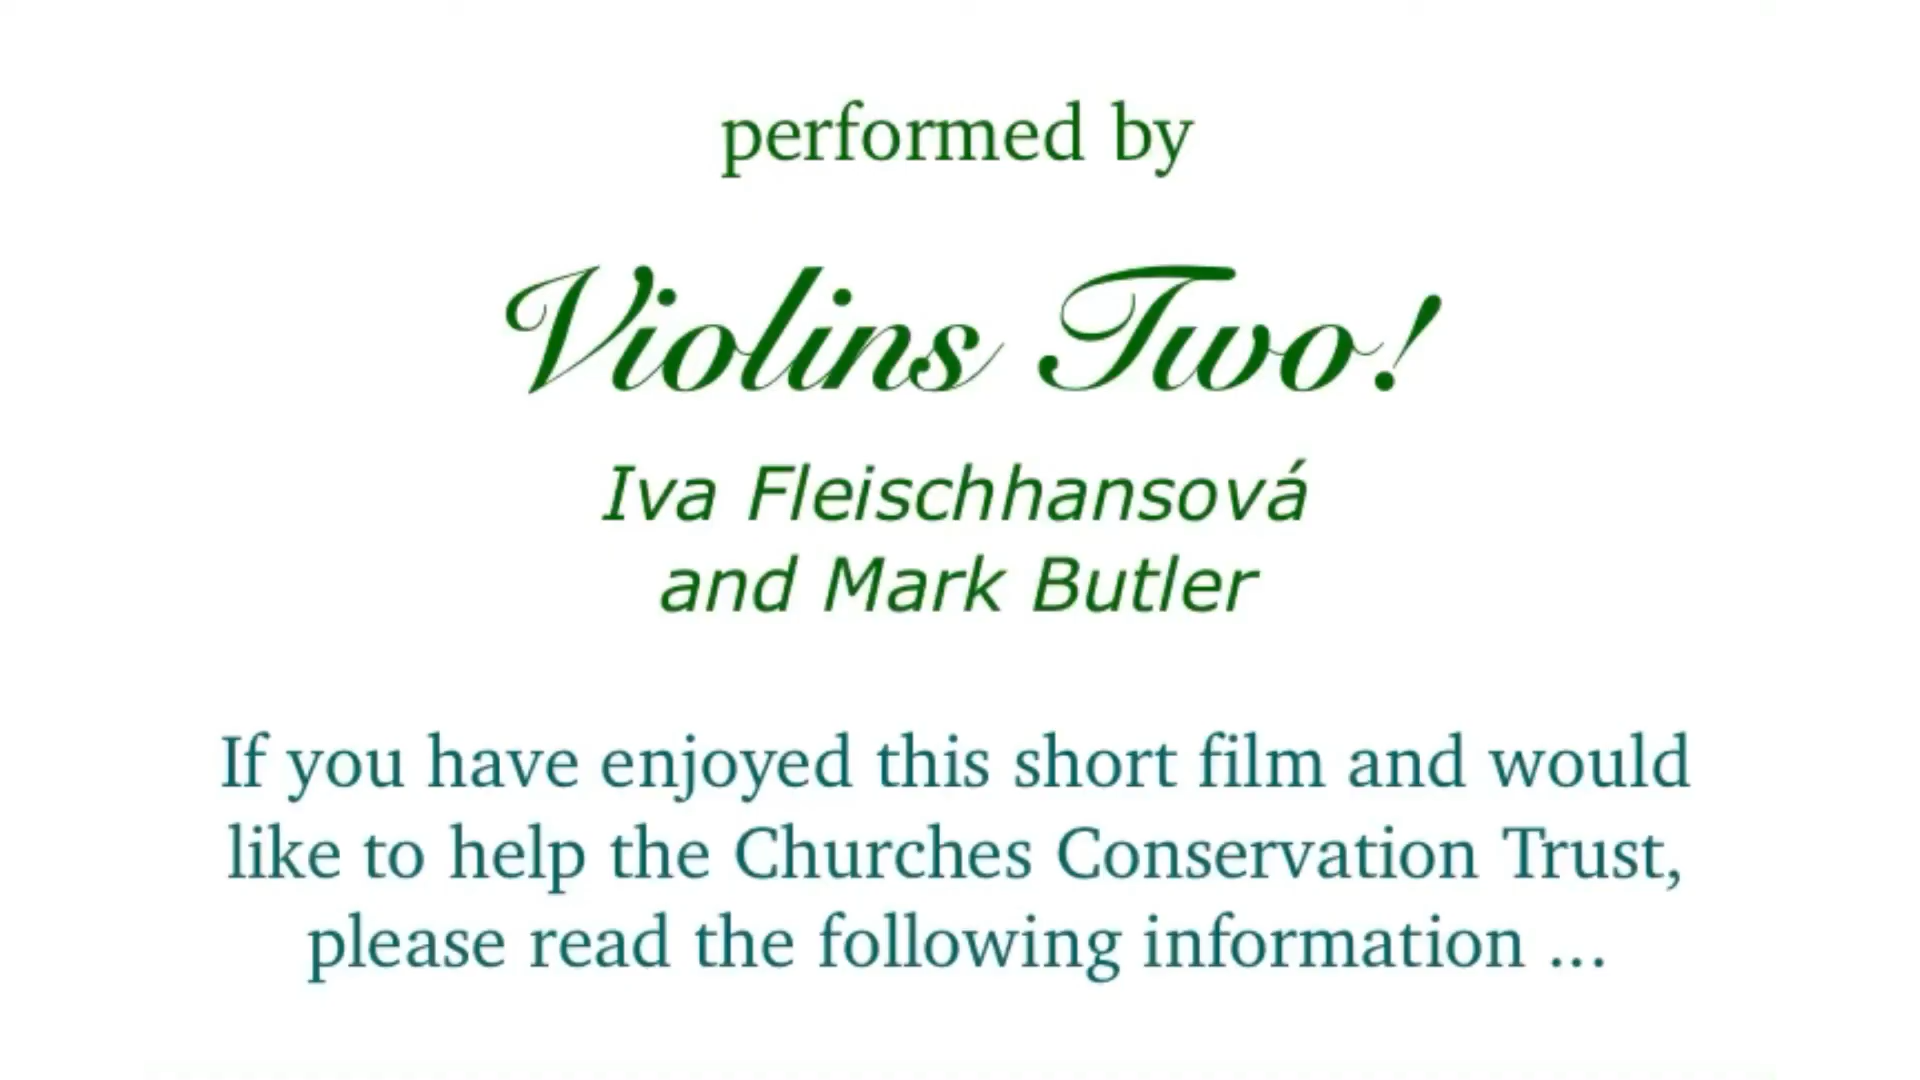 performed by
Violins Two!
Iva Fleischhansová
and Mark Butler
If you have enjoyed this short film and would
like to help the Churches Conservation Trust,
please read the following information ...